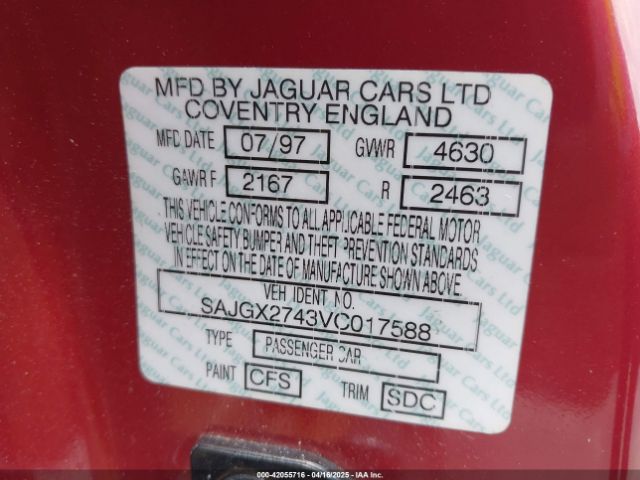 MFD BY JAGUAR CARS LTD
COVENTRY ENGLAND
MFD DATE 07/97 GVWR 4630
GAWR F 2167 R 2463
THIS VEHICLE CONFORMS TO ALL APPLICABLE FEDERAL MOTOR
VEHICLE SAFETY BUMPER AND THEFT PREVENTION STANDARDS
IN EFFECT ON THE DATE OF MANUFACTURE SHOWN ABOVE.
VEH IDENT NO.
SAJGX2743VC017588
TYPE PASSENGER CAR
PAINT CFS TRIM SDC
000-42055716 - 04/16/2025 - IAA